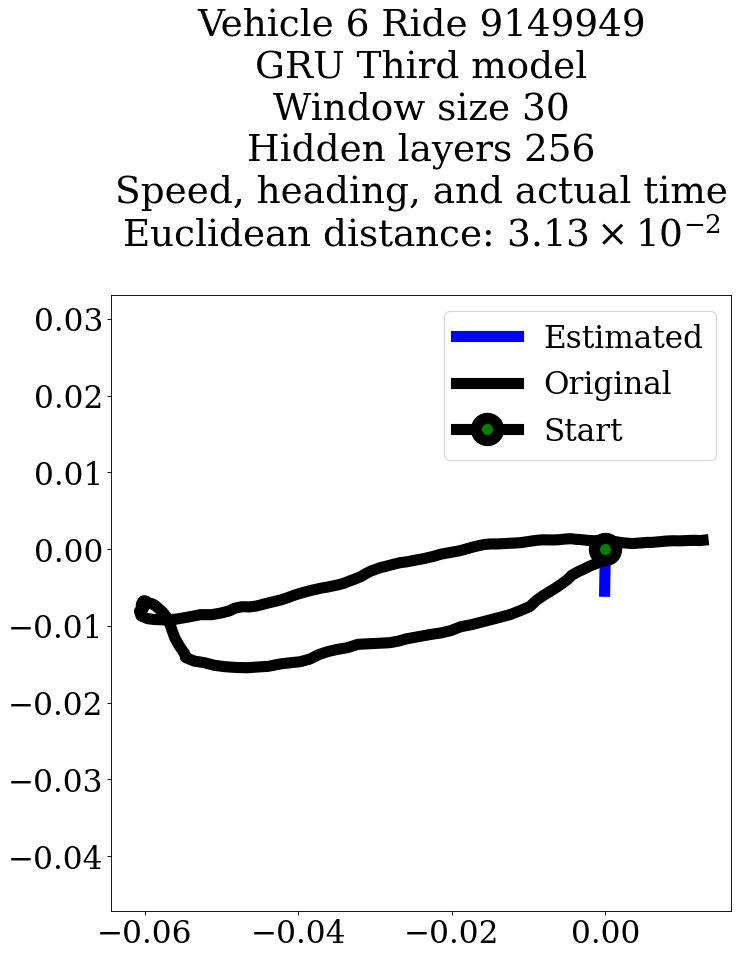 Vehicle 6 Ride 9149949
GRU Third model
Window size 30
Hidden layers 256
Speed, heading, and actual time
Euclidean distance: 3.13 × 10⁻²
Estimated
Original
Start
0.03
0.02
0.01
0.00
−0.01
−0.02
−0.03
−0.04
−0.06
−0.04
−0.02
0.00